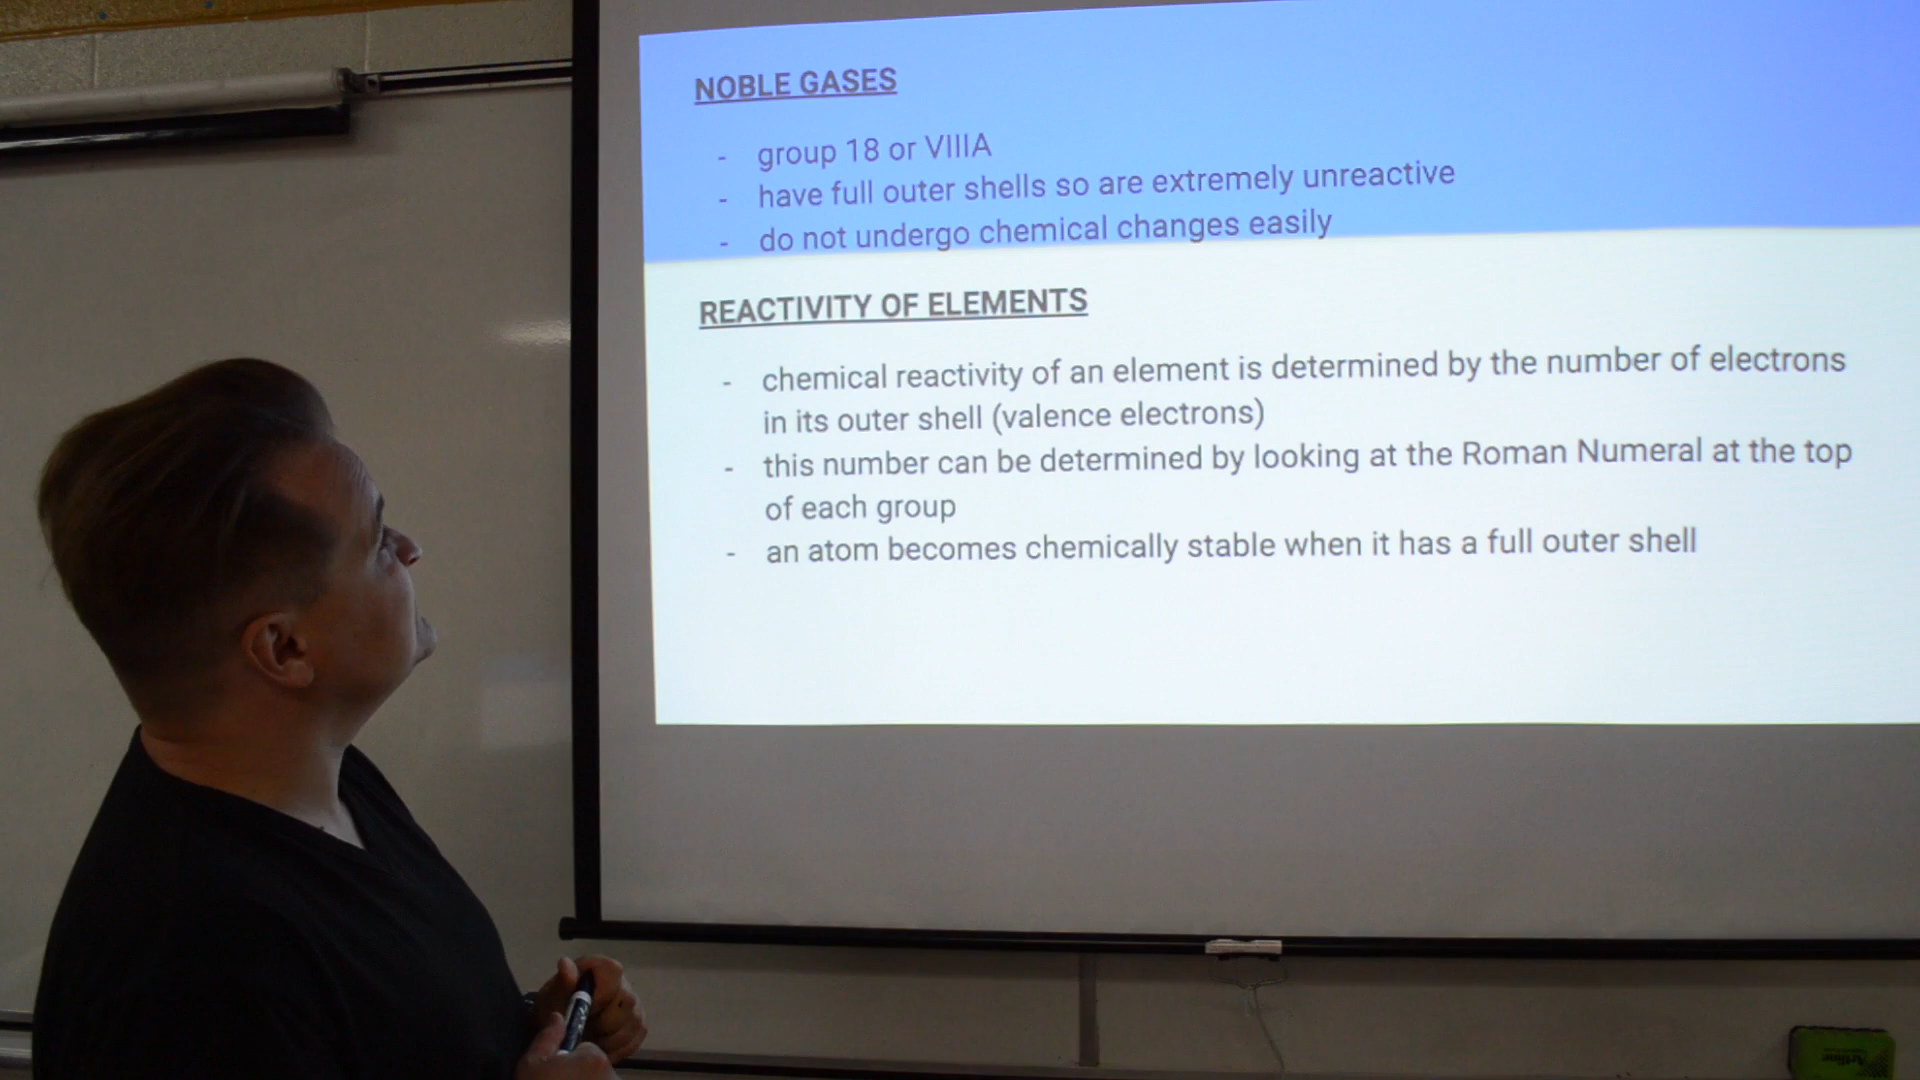 NOBLE GASES
- group 18 or VIIIA
- have full outer shells so are extremely unreactive
- do not undergo chemical changes easily
REACTIVITY OF ELEMENTS
- chemical reactivity of an element is determined by the number of electrons
in its outer shell (valence electrons)
- this number can be determined by looking at the Roman Numeral at the top
of each group
- an atom becomes chemically stable when it has a full outer shell